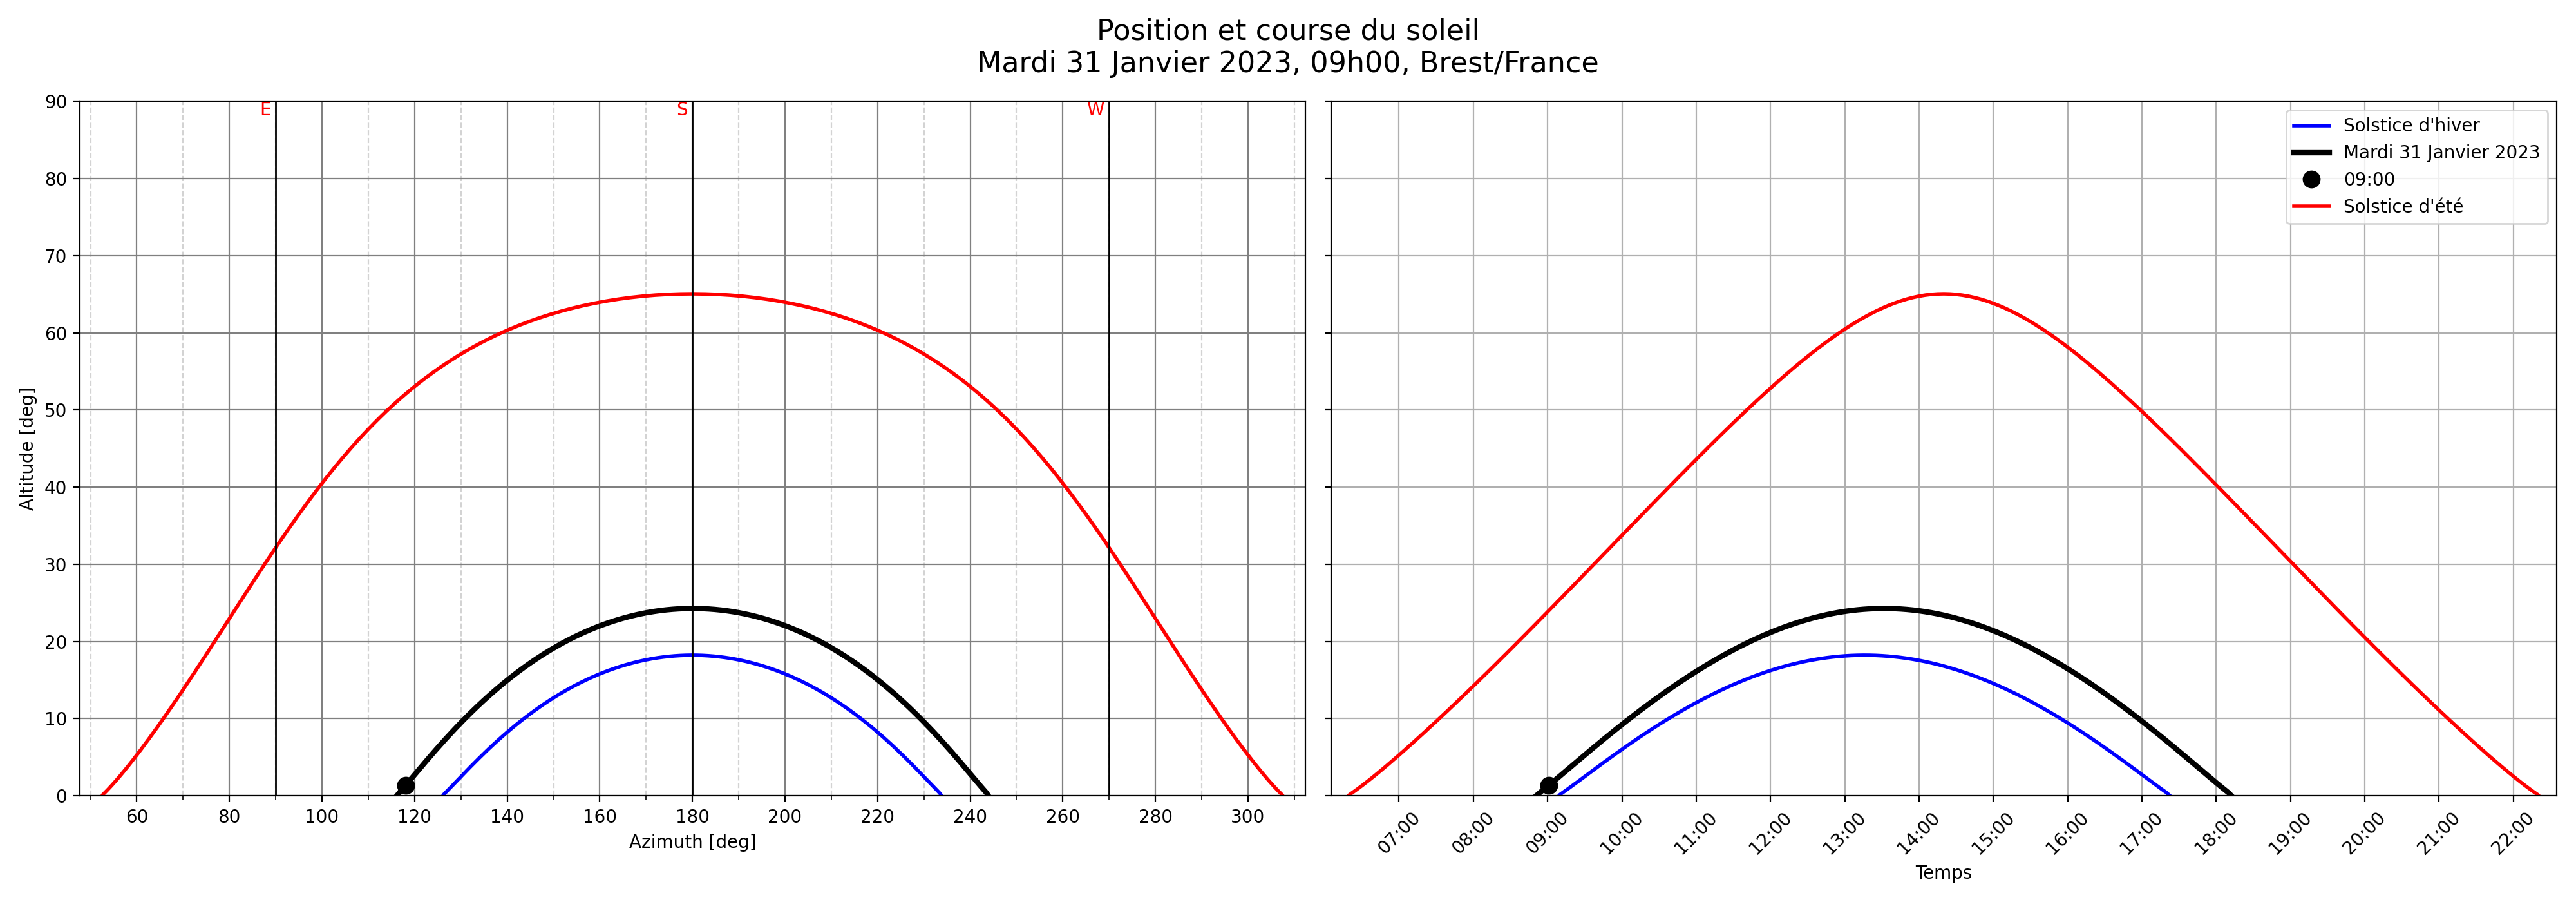 Position et course du soleil
Mardi 31 Janvier 2023, 09h00, Brest/France
E
S
W
90
80
70
60
50
40
30
20
10
0
Altitude [deg]
60 80 100 120 140 160 180 200 220 240 260 280 300
Azimuth [deg]
Solstice d'hiver
Mardi 31 Janvier 2023
09:00
Solstice d'été
07:00 08:00 09:00 10:00 11:00 12:00 13:00 14:00 15:00 16:00 17:00 18:00 19:00 20:00 21:00 22:00
Temps